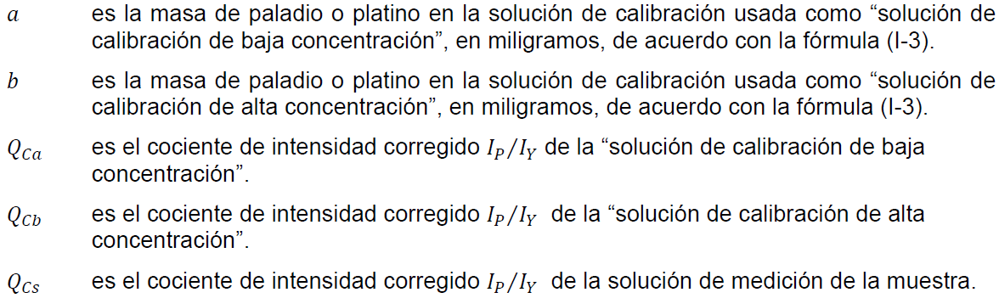 a es la masa de paladio o platino en la solución de calibración usada como “solución de
calibración de baja concentración”, en miligramos, de acuerdo con la fórmula (I-3).
b es la masa de paladio o platino en la solución de calibración usada como “solución de
calibración de alta concentración”, en miligramos, de acuerdo con la fórmula (I-3).
Q_{Ca} es el cociente de intensidad corregido I_P/I_Y de la “solución de calibración de baja
concentración”.
Q_{Cb} es el cociente de intensidad corregido I_P/I_Y de la “solución de calibración de alta
concentración”.
Q_{Cs} es el cociente de intensidad corregido I_P/I_Y de la solución de medición de la muestra.